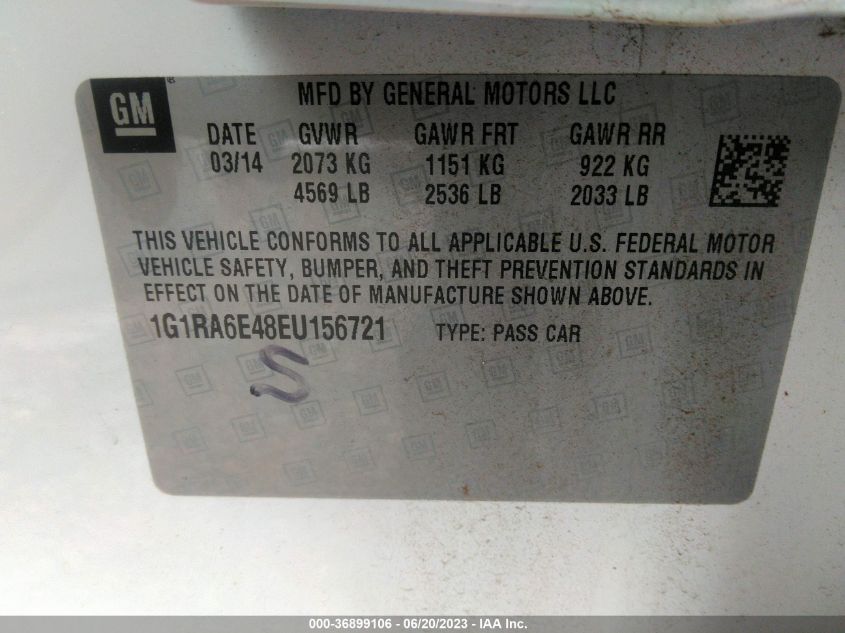 GM
®
MFD BY GENERAL MOTORS LLC
DATE GVWR GAWR FRT GAWR RR
03/14 2073 KG 1151 KG 922 KG
4569 LB 2536 LB 2033 LB
THIS VEHICLE CONFORMS TO ALL APPLICABLE U.S. FEDERAL MOTOR
VEHICLE SAFETY, BUMPER, AND THEFT PREVENTION STANDARDS IN
EFFECT ON THE DATE OF MANUFACTURE SHOWN ABOVE.
1G1RA6E48EU156721 TYPE: PASS CAR
S
000-36899106 - 06/20/2023 - IAA Inc.